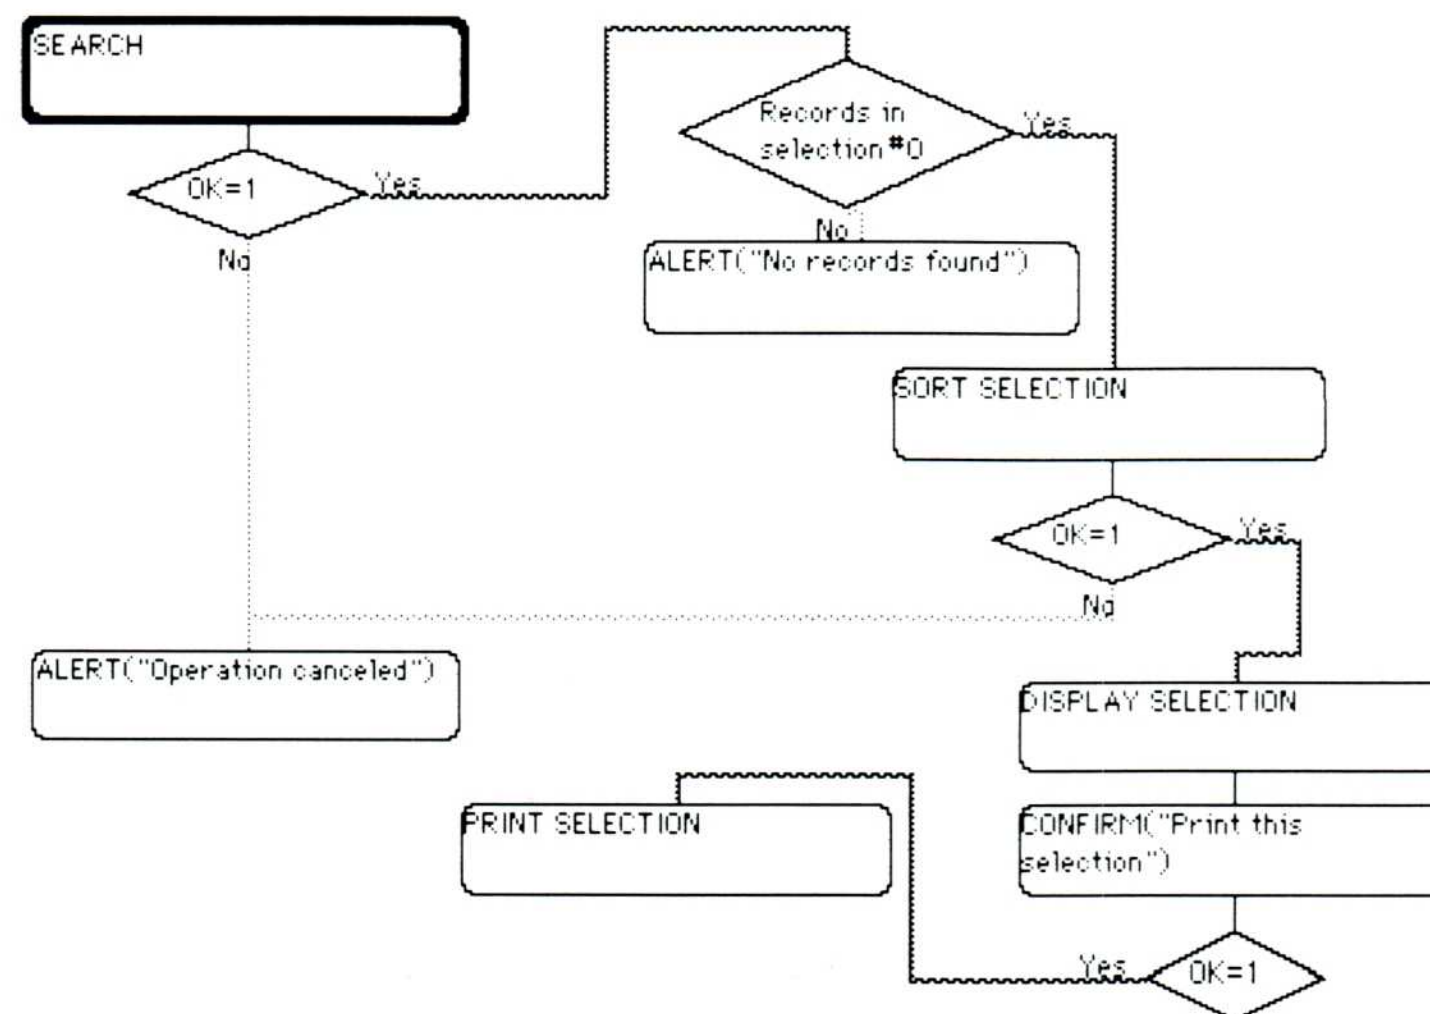 SEARCH
OK=1
Yes
No
Records in
selection #0
Yes
No
ALERT("No records found")
SORT SELECTION
OK=1
Yes
No
ALERT("Operation canceled")
DISPLAY SELECTION
CONFIRM("Print this
selection")
OK=1
Yes
PRINT SELECTION